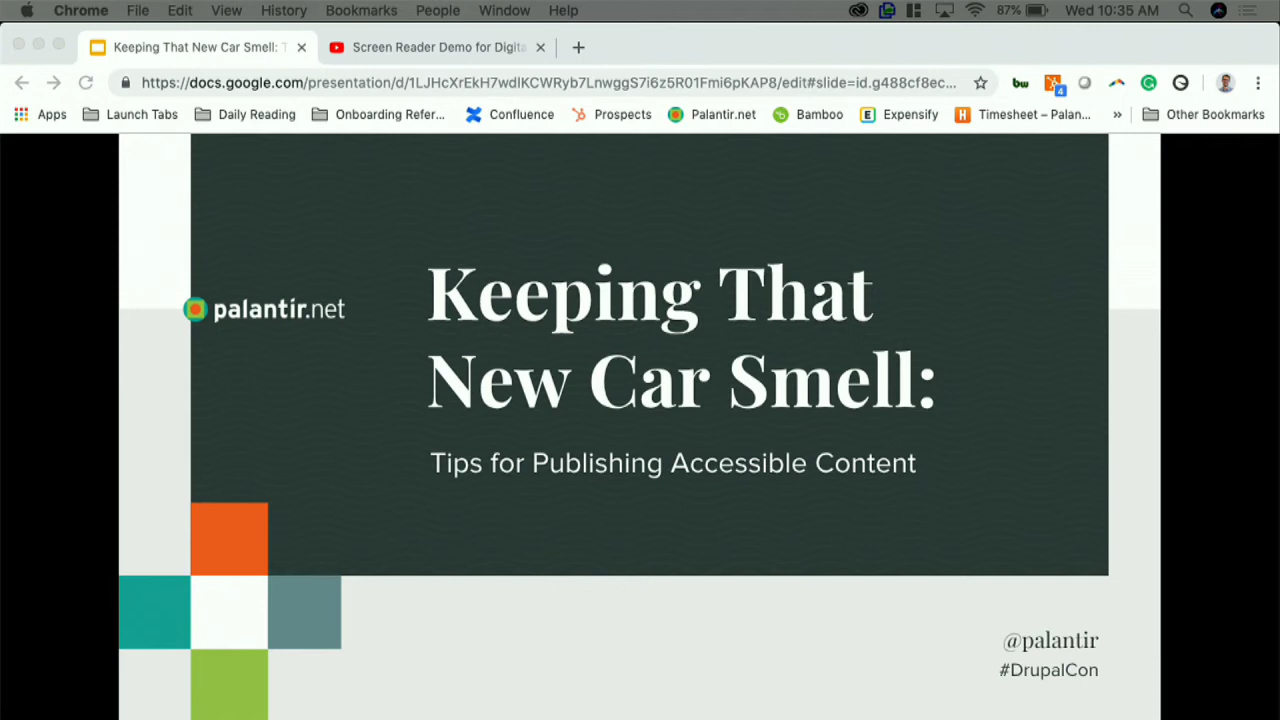 Chrome File Edit View History Bookmarks People Window Help 87% Wed 10:35 AM
Keeping That New Car Smell: T Screen Reader Demo for Digita
https://docs.google.com/presentation/d/1LJHcXrEkH7wdlKCWRyb7LnwggS7i6z5R01Fmi6pKAP8/edit#slide=id.g488cf8ec... bw 4
Apps Launch Tabs Daily Reading Onboarding Refer... Confluence Prospects Palantir.net Bamboo E Expensify H Timesheet – Palan... » Other Bookmarks
palantir.net
Keeping That
New Car Smell:
Tips for Publishing Accessible Content
@palantir
#DrupalCon